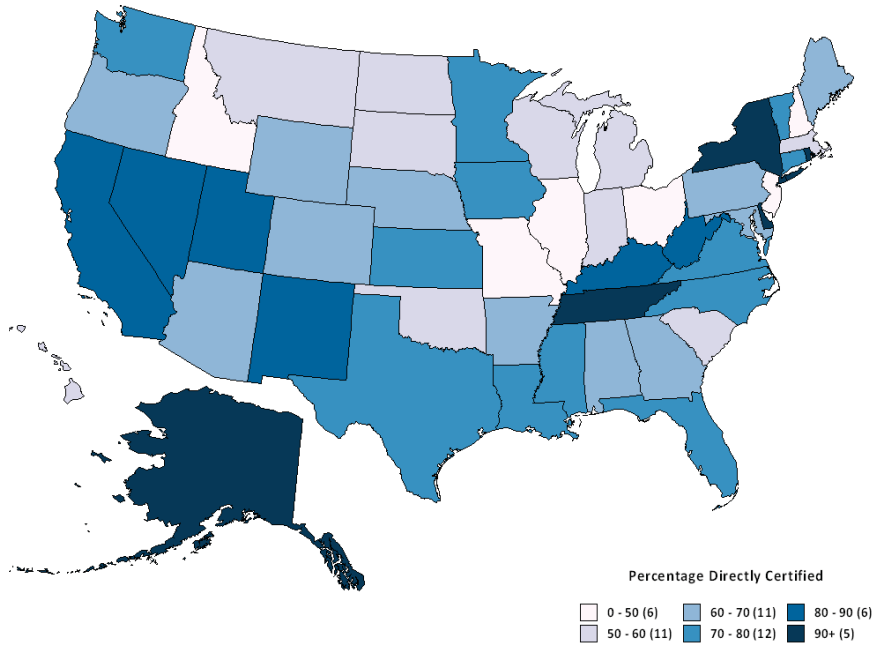 Percentage Directly Certified
0 - 50 (6) 60 - 70 (11) 80 - 90 (6)
50 - 60 (11) 70 - 80 (12) 90+ (5)